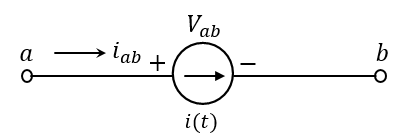 V_ab
a → i_ab + − b
i(t)